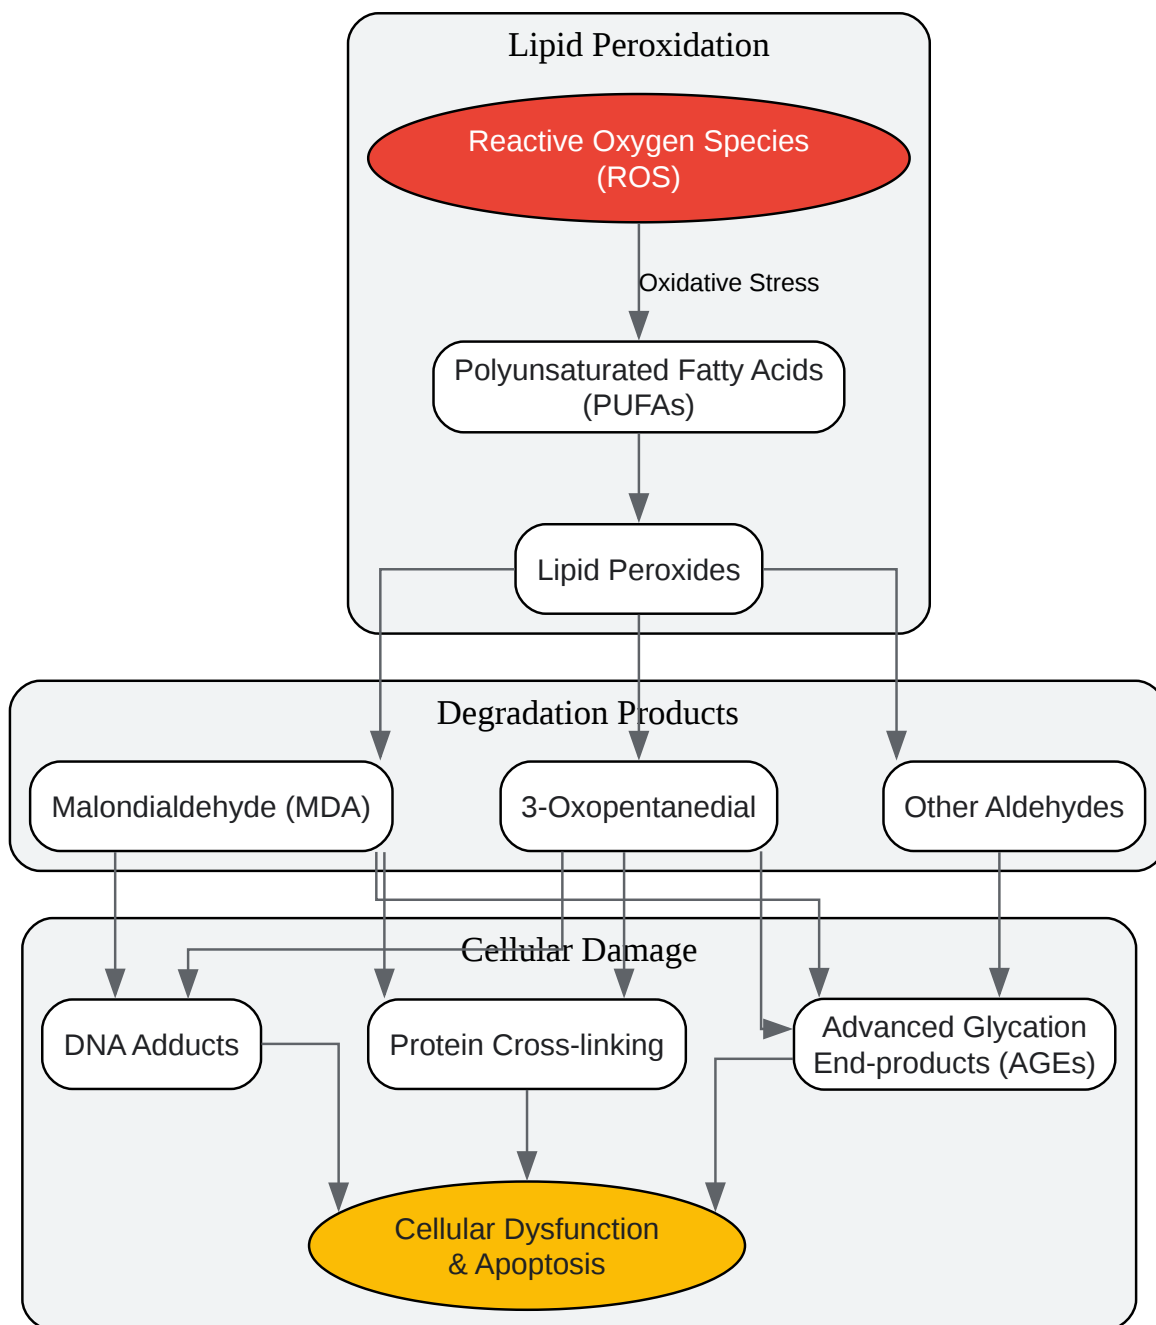 Lipid Peroxidation
Reactive Oxygen Species
(ROS)
Oxidative Stress
Polyunsaturated Fatty Acids
(PUFAs)
Lipid Peroxides
Degradation Products
Malondialdehyde (MDA)
3-Oxopentanedial
Other Aldehydes
Cellular Damage
DNA Adducts
Protein Cross-linking
Advanced Glycation
End-products (AGEs)
Cellular Dysfunction
& Apoptosis